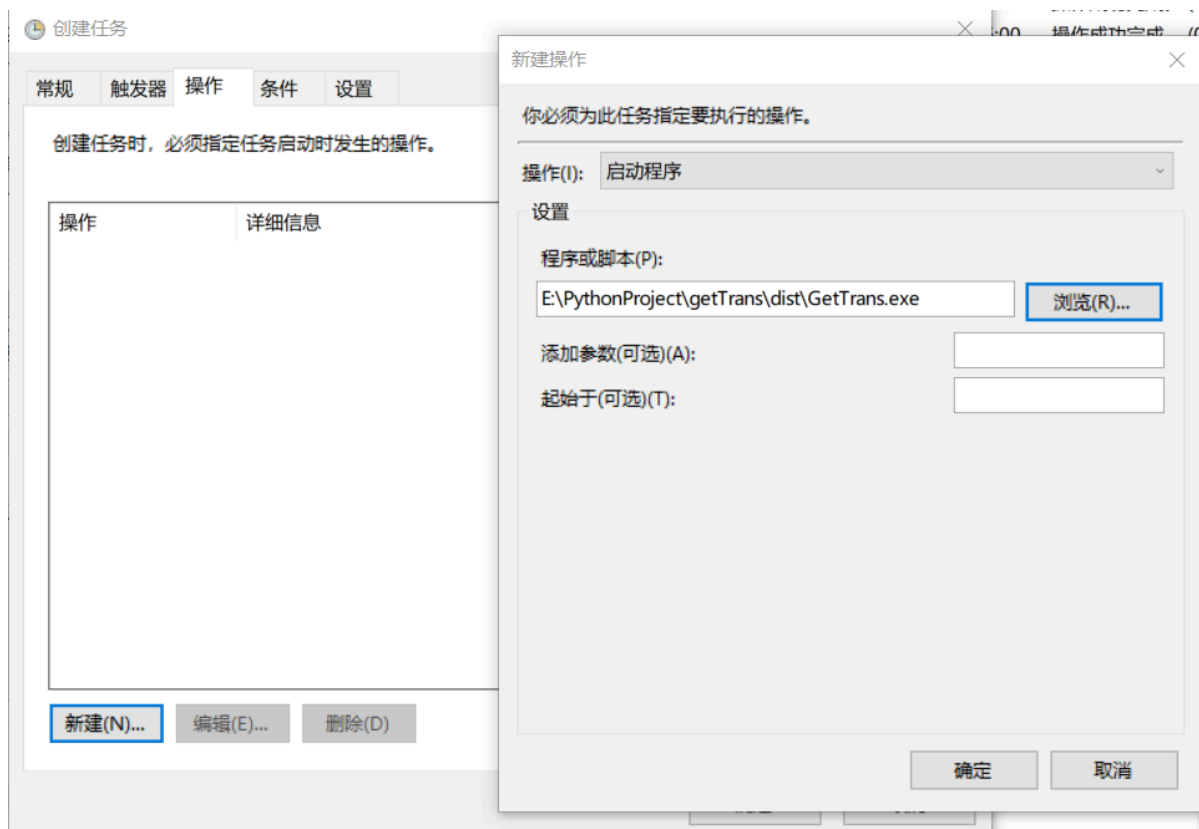 创建任务
常规 触发器 操作 条件 设置
创建任务时，必须指定任务启动时发生的操作。
操作 详细信息
新建(N)... 编辑(E)... 删除(D)
:00 操作成功完成
新建操作
你必须为此任务指定要执行的操作。
操作(I): 启动程序
设置
程序或脚本(P):
E:\PythonProject\getTrans\dist\GetTrans.exe 浏览(R)...
添加参数(可选)(A):
起始于(可选)(T):
确定 取消